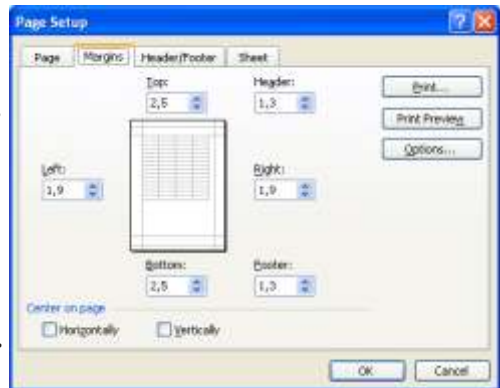 Page Setup
Page Margins Header/Footer Sheet
Top: Header:
2,5 1,3
Print...
Print Preview
Options...
Left: Right:
1,9 1,9
Bottom: Footer:
2,5 1,3
Center on page
Horizontally Vertically
OK Cancel